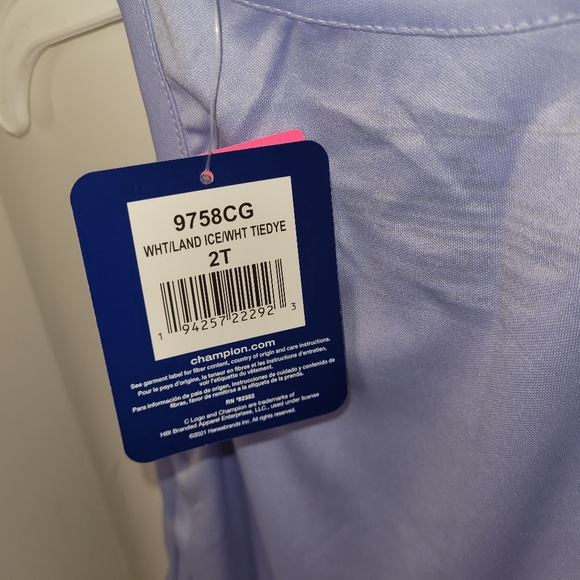 9758CG
WHT/LAND ICE/WHT TIEDYE
2T
1 94257 22292 3
champion.com
See garment label for fiber content, country of origin and care instructions.
Pour le pays d'origine, la teneur en fibres et les instructions d'entretien,
voir l'étiquette du vêtement.
Para información de país de origen, instrucciones de cuidado y contenido de
fibras, favor de remitirse a la etiqueta de la prenda.
RN #82382
C Logo and Champion are trademarks of
HBI Branded Apparel Enterprises, LLC., used under license
©2021 Hanesbrands Inc. All rights reserved.